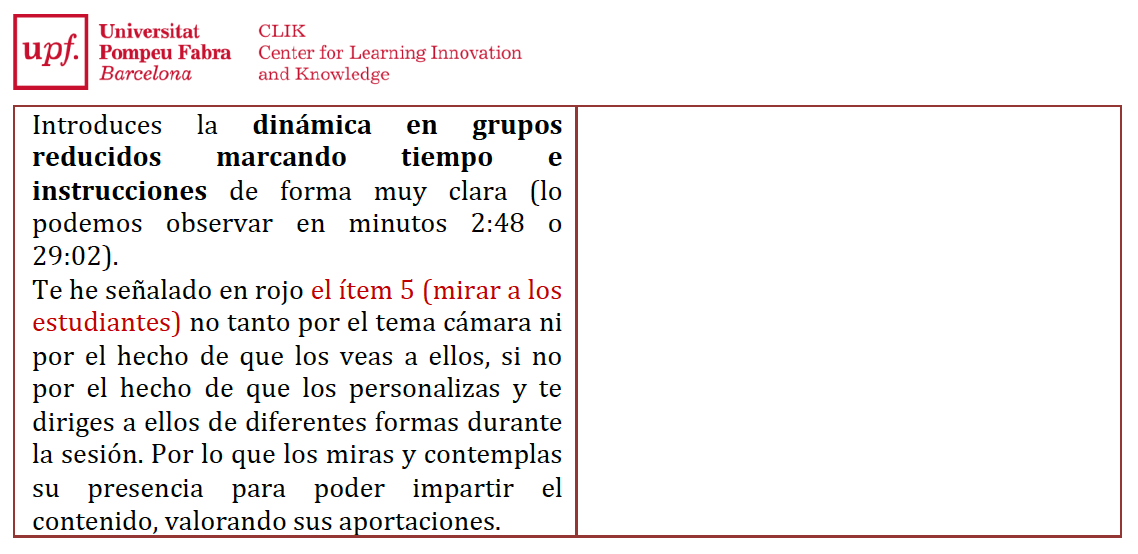 upf.
Universitat
Pompeu Fabra
Barcelona
CLIK
Center for Learning Innovation
and Knowledge
Introduces la dinámica en grupos
reducidos marcando tiempo e
instrucciones de forma muy clara (lo
podemos observar en minutos 2:48 o
29:02).
Te he señalado en rojo el ítem 5 (mirar a los
estudiantes) no tanto por el tema cámara ni
por el hecho de que los veas a ellos, si no
por el hecho de que los personalizas y te
diriges a ellos de diferentes formas durante
la sesión. Por lo que los miras y contemplas
su presencia para poder impartir el
contenido, valorando sus aportaciones.